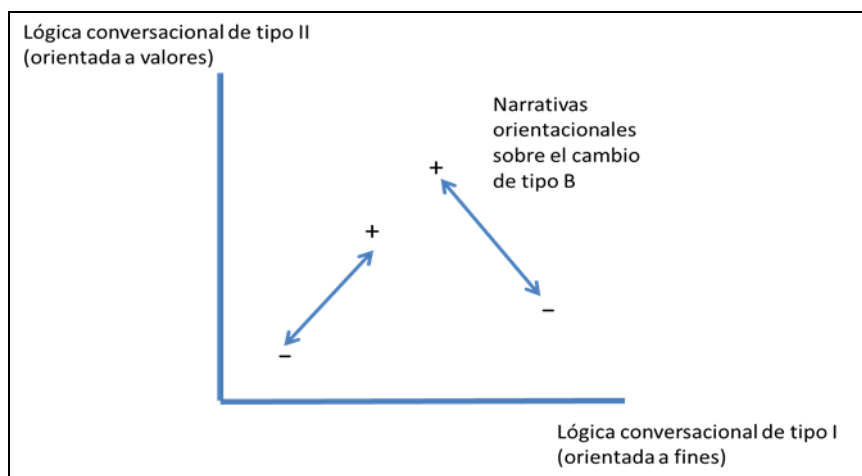 Lógica conversacional de tipo II
(orientada a valores)
Narrativas
orientacionales
sobre el cambio
de tipo B
+
+
−
−
Lógica conversacional de tipo I
(orientada a fines)